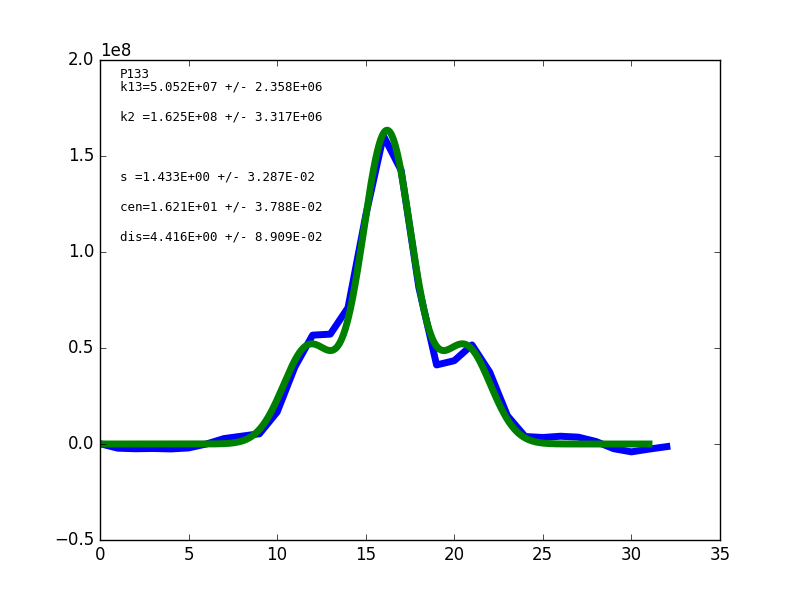 1e8
2.0
P133
k13=5.052E+07 +/- 2.358E+06
k2 =1.625E+08 +/- 3.317E+06
1.5
s =1.433E+00 +/- 3.287E-02
cen=1.621E+01 +/- 3.788E-02
dis=4.416E+00 +/- 8.909E-02
1.0
0.5
0.0
−0.5
0 5 10 15 20 25 30 35